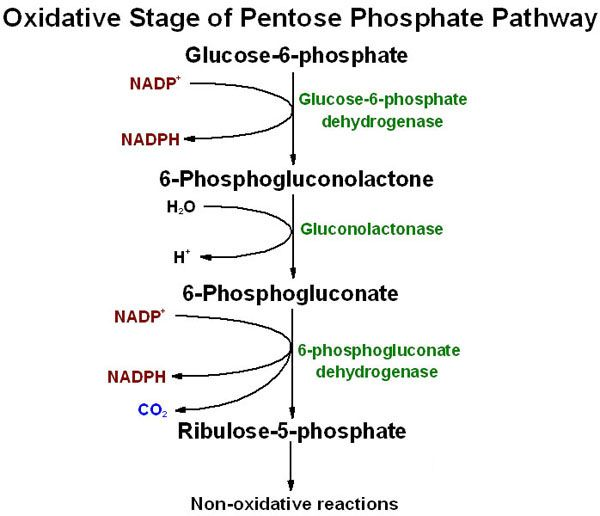 Oxidative Stage of Pentose Phosphate Pathway
Glucose-6-phosphate
NADP⁺
Glucose-6-phosphate
dehydrogenase
NADPH
6-Phosphogluconolactone
H₂O
Gluconolactonase
H⁺
6-Phosphogluconate
NADP⁺
6-phosphogluconate
dehydrogenase
NADPH
CO₂
Ribulose-5-phosphate
Non-oxidative reactions